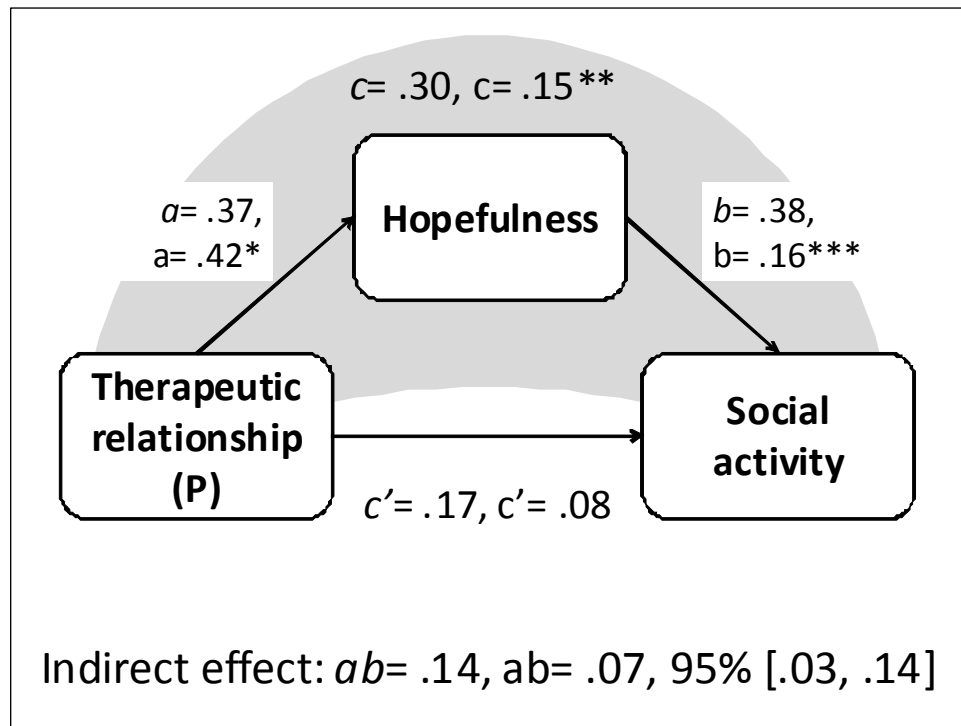 c= .30, c= .15**
Hopefulness
a= .37,
a= .42*
b= .38,
b= .16***
Therapeutic
relationship
(P)
Social
activity
c’= .17, c’= .08
Indirect effect: ab= .14, ab= .07, 95% [.03, .14]